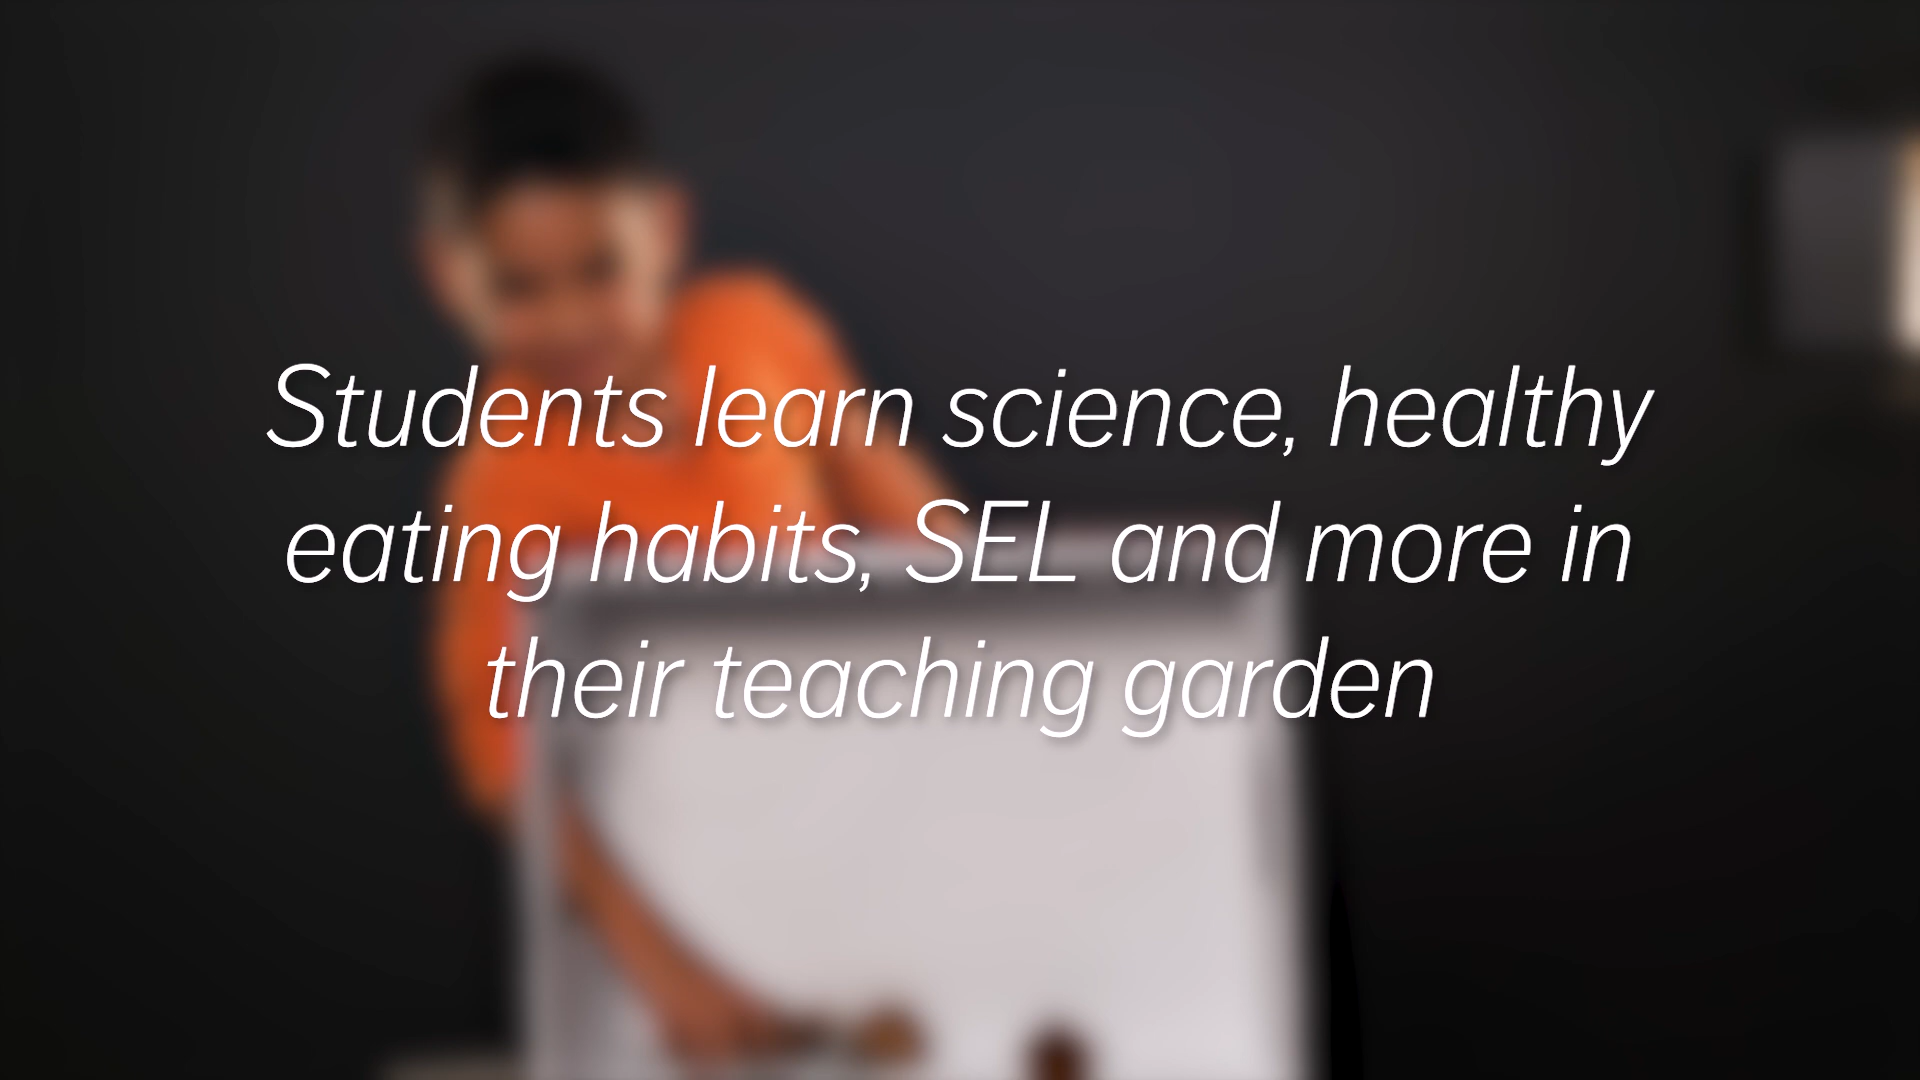 Students learn science, healthy
eating habits, SEL and more in
their teaching garden